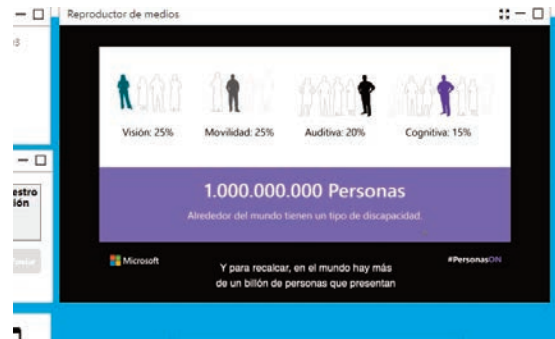 Reproductor de medios
Visión: 25% Movilidad: 25% Auditiva: 20% Cognitiva: 15%
1.000.000.000 Personas
Alrededor del mundo tienen un tipo de discapacidad.
Microsoft
#PersonasON
Y para recalcar, en el mundo hay más
de un billón de personas que presentan
estro
ión